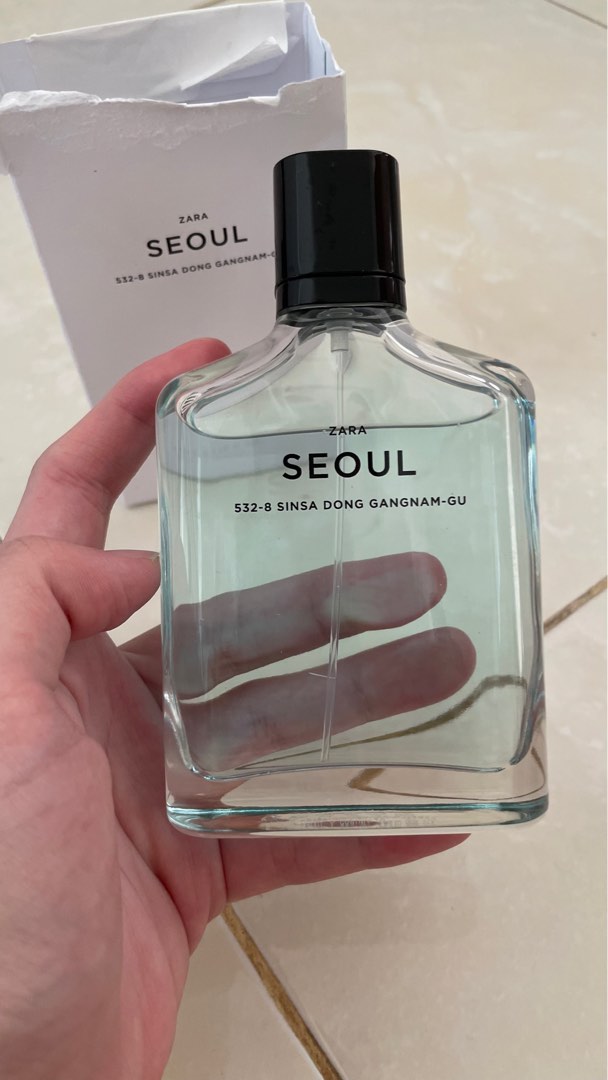 ZARA
SEOUL
532-8 SINSA DONG GANGNAM-
ZARA
SEOUL
532-8 SINSA DONG GANGNAM-GU